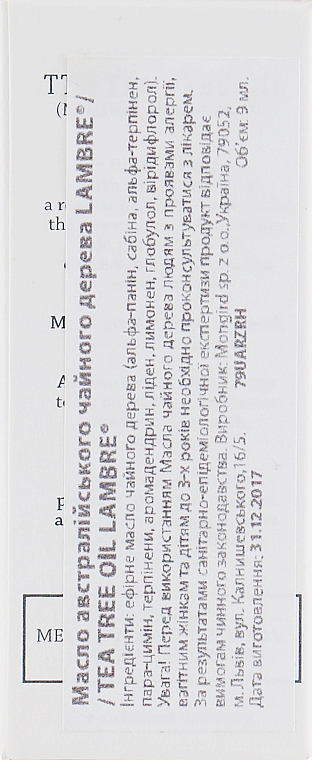 Масло австралійського чайного дерева LAMBRE®/
/TEA TREE OIL LAMBRE®
Інгредієнти: ефірне масло чайного дерева (альфа-панін, сабіна, альфа-терпінен,
пара-цимін, терпінени, аромадендрин, ліден, лимонен, глобулол, вірідифлорол).
Увага! Перед використанням Масла чайного дерева людям з проявами алергії,
вагітним жінкам та дітям до 3-х років необхідно проконсультуватися з лікарем.
За результатами санітарно-епідеміологічної експертизи продукт відповідає
вимогам чинного законодавства. Виробник: Mongird sp. z o.o.,Україна, 79052,
м. Львів, вул. Калнишевського,16/5. 79UARZRH Об'єм: 9 мл.
Дата виготовлення: 31.12.2017